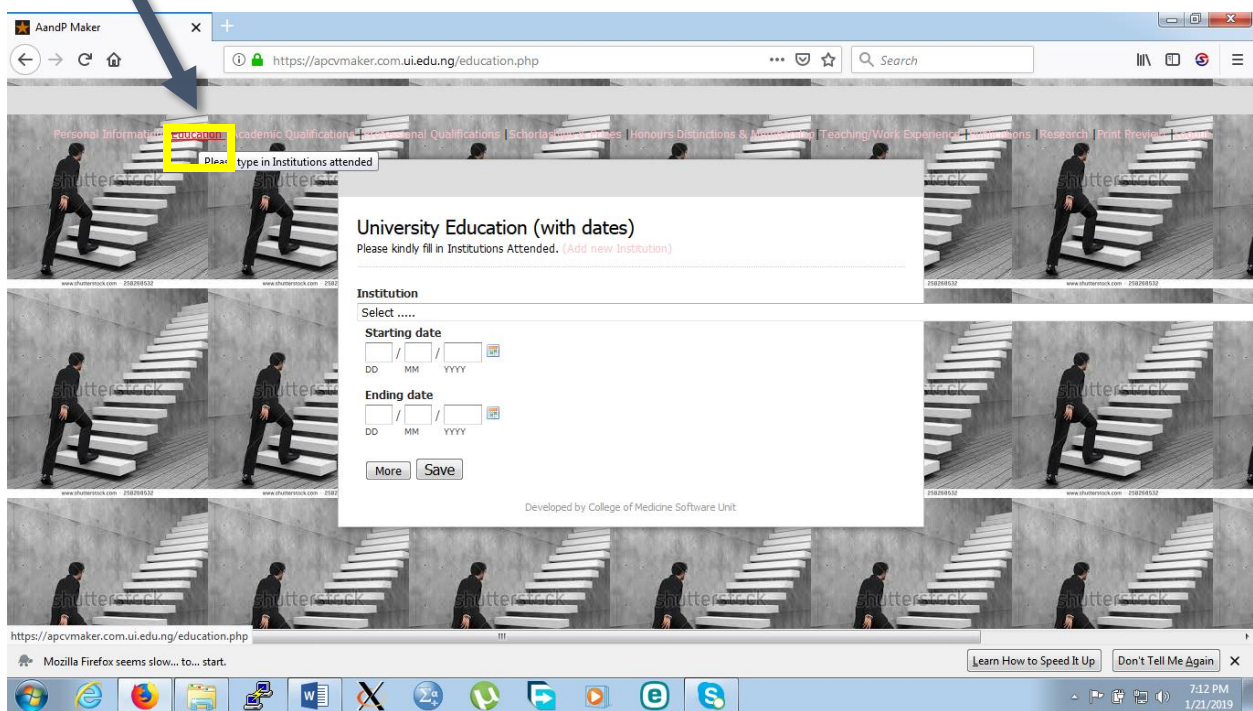 AandP Maker
https://apcvmaker.com.ui.edu.ng/education.php
Search
Personal Information | Education | Academic Qualifications | Professional Qualifications | Schorlaships & Prizes | Honours Distinctions & Membership | Teaching/Work Experience | Publications | Research | Print Preview | Logout
Please type in Institutions attended
University Education (with dates)
Please kindly fill in Institutions Attended. (Add new Institution)
Institution
Select .....
Starting date
/ /
DD MM YYYY
Ending date
/ /
DD MM YYYY
More Save
Developed by College of Medicine Software Unit
shutterstock
www.shutterstock.com · 258268532
https://apcvmaker.com.ui.edu.ng/education.php
Mozilla Firefox seems slow... to... start. Learn How to Speed It Up Don't Tell Me Again
7:12 PM
1/21/2019